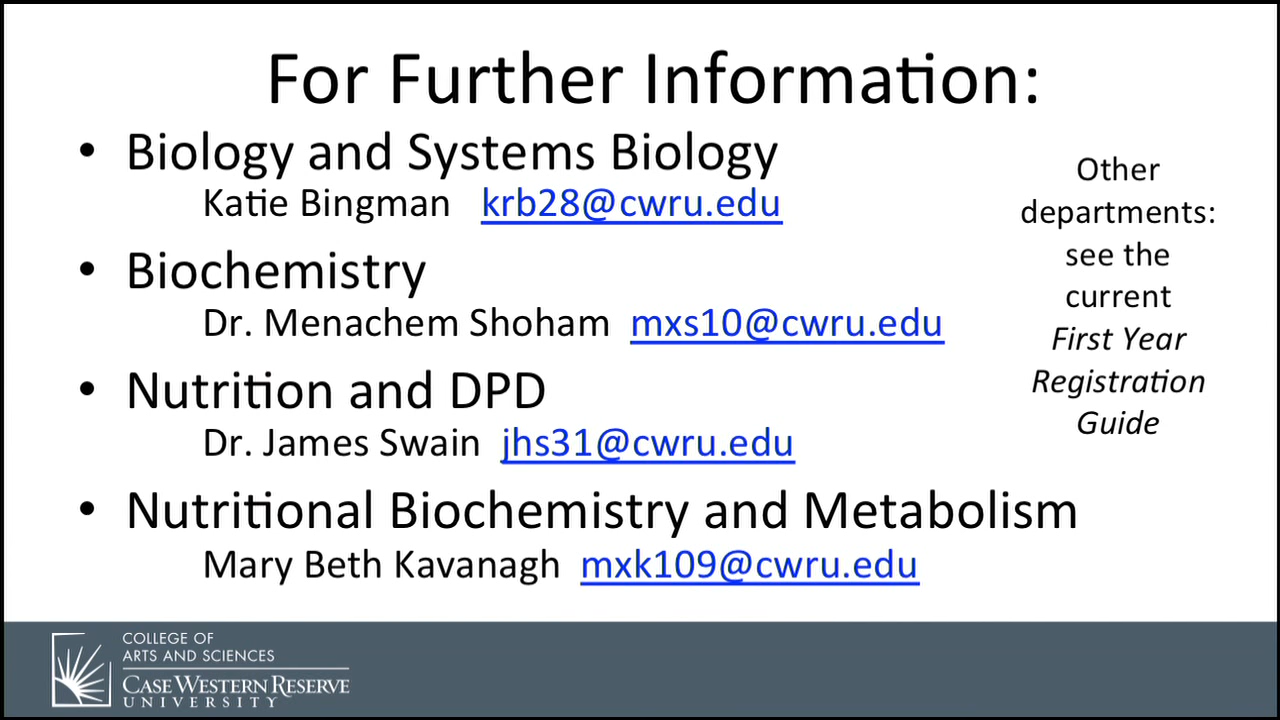 For Further Information:
• Biology and Systems Biology
Katie Bingman krb28@cwru.edu
• Biochemistry
Dr. Menachem Shoham mxs10@cwru.edu
• Nutrition and DPD
Dr. James Swain jhs31@cwru.edu
• Nutritional Biochemistry and Metabolism
Mary Beth Kavanagh mxk109@cwru.edu
Other
departments:
see the
current
First Year
Registration
Guide
COLLEGE OF
ARTS AND SCIENCES
CASE WESTERN RESERVE
UNIVERSITY